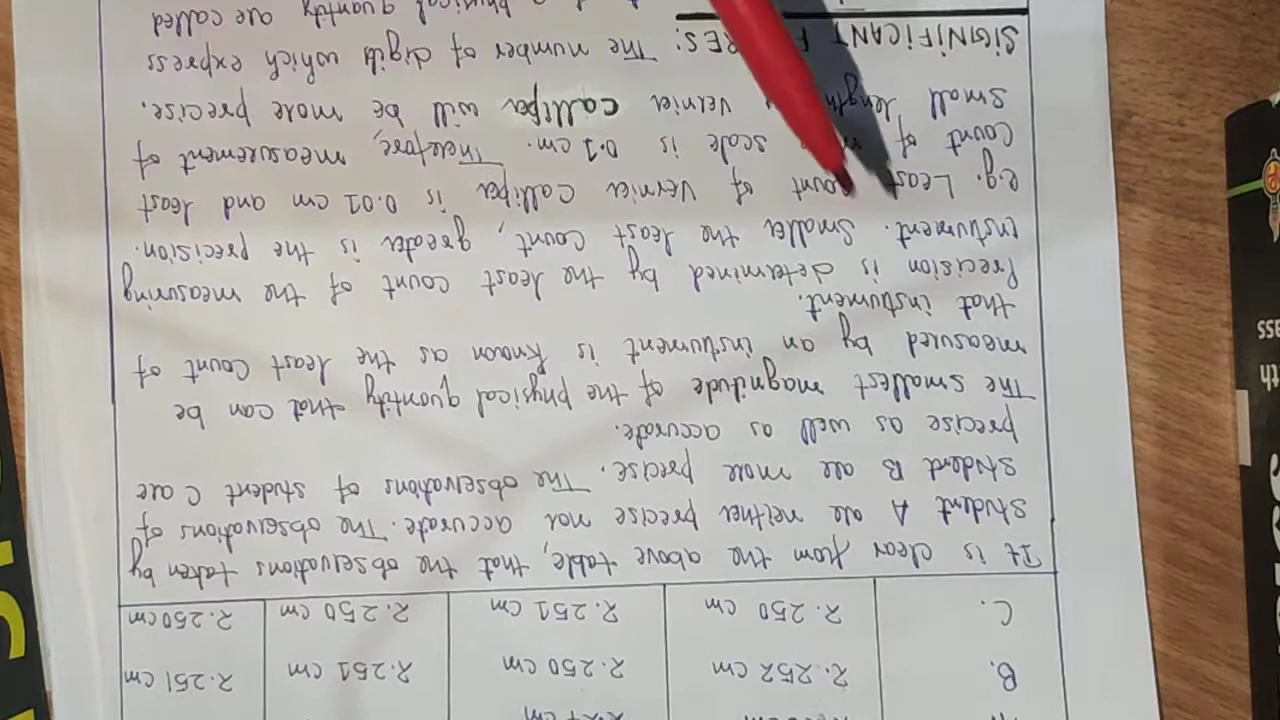 B. 2.252 cm 2.250 cm 2.251 cm 2.251 cm
C. 2.250 cm 2.251 cm 2.250 cm 2.250cm
It is clear from the above table, that, the observations taken by
Student A are neither precise nor accurate. The observations of
Student B are more precise. The observations of student C are
precise as well as accurate.
The smallest magnitude of the physical quantity that can be
measured by an instrument is known as the least count of
that instrument.
Precision is determined by the least count of the measuring
instrument. Smaller the least count, greater is the precision.
e.g. Least count of Vernier Calliper is 0.01 cm and least
Count of scale is 0.1 cm. Therefore, measurement of
Small length vernier calliper will be more precise.
SIGNIFICANT The number of digits which express
physical quantity are called